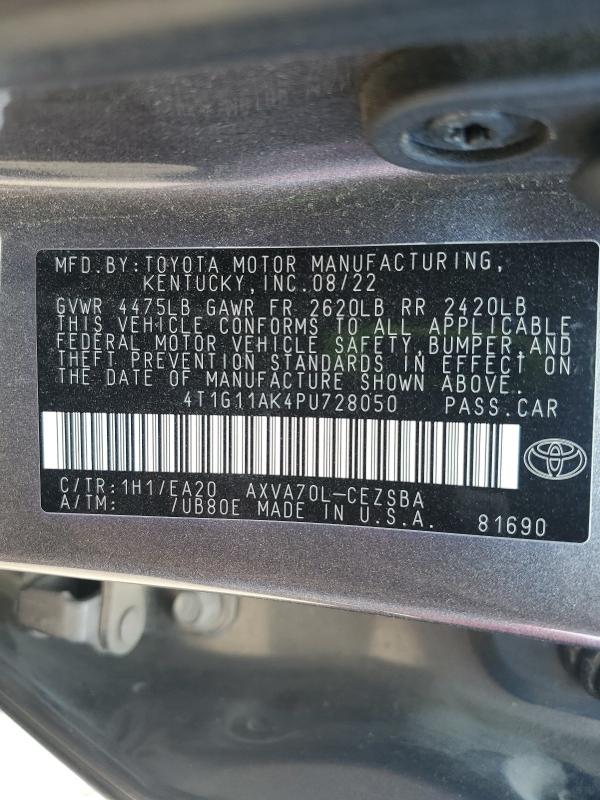 MFD.BY:TOYOTA MOTOR MANUFACTURING,
KENTUCKY,INC.08/22
GVWR 4475LB GAWR FR 2620LB RR 2420LB
THIS VEHICLE CONFORMS TO ALL APPLICABLE
FEDERAL MOTOR VEHICLE SAFETY,BUMPER,AND
THEFT PREVENTION STANDARDS IN EFFECT ON
THE DATE OF MANUFACTURE SHOWN ABOVE.
4T1G11AK4PU728050 PASS.CAR
C/TR:1H1/EA20 AXVA70L-CEZSBA
A/TM: /UB80E MADE IN U.S.A. 81690